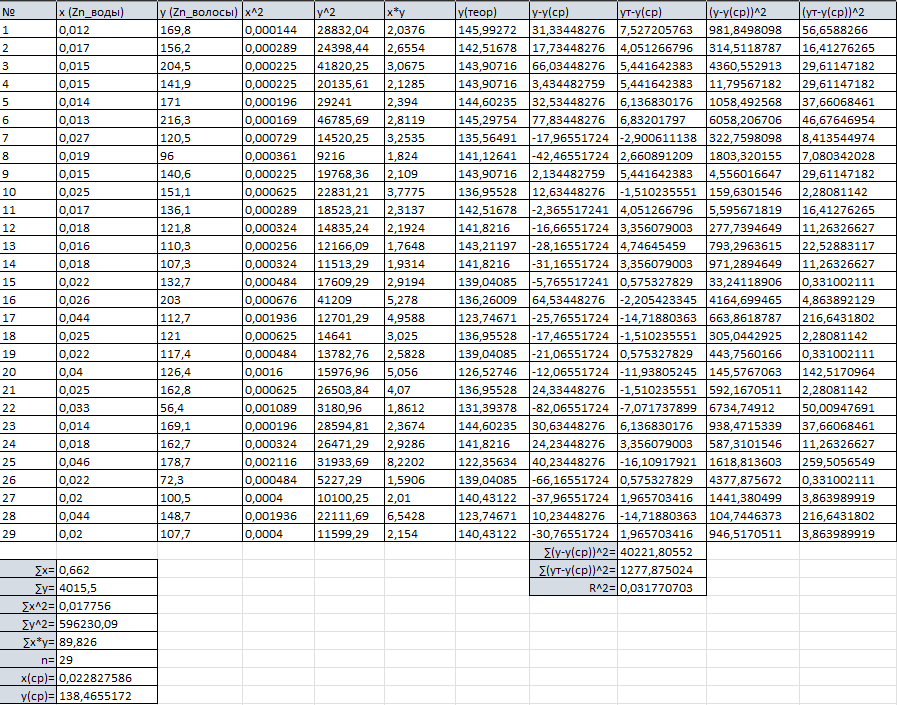 № x (Zn_воды) y (Zn_волосы) x^2 y^2 x*y y(теор) y-y(ср) yт-y(ср) (y-y(ср))^2 (yт-y(ср))^2
1 0,012 169,8 0,000144 28832,04 2,0376 145,99272 31,33448276 7,527205763 981,8498098 56,6588266
2 0,017 156,2 0,000289 24398,44 2,6554 142,51678 17,73448276 4,051266796 314,5118787 16,41276265
3 0,015 204,5 0,000225 41820,25 3,0675 143,90716 66,03448276 5,441642383 4360,552913 29,61147182
4 0,015 141,9 0,000225 20135,61 2,1285 143,90716 3,434482759 5,441642383 11,79567182 29,61147182
5 0,014 171 0,000196 29241 2,394 144,60235 32,53448276 6,136830176 1058,492568 37,66068461
6 0,013 216,3 0,000169 46785,69 2,8119 145,29754 77,83448276 6,83201797 6058,206706 46,67646954
7 0,027 120,5 0,000729 14520,25 3,2535 135,56491 -17,96551724 -2,900611138 322,7598098 8,413544974
8 0,019 96 0,000361 9216 1,824 141,12641 -42,46551724 2,660891209 1803,320155 7,080342028
9 0,015 140,6 0,000225 19768,36 2,109 143,90716 2,134482759 5,441642383 4,556016647 29,61147182
10 0,025 151,1 0,000625 22831,21 3,7775 136,95528 12,63448276 -1,510235551 159,6301546 2,28081142
11 0,017 136,1 0,000289 18523,21 2,3137 142,51678 -2,365517241 4,051266796 5,595671819 16,41276265
12 0,018 121,8 0,000324 14835,24 2,1924 141,8216 -16,66551724 3,356079003 277,7394649 11,26326627
13 0,016 110,3 0,000256 12166,09 1,7648 143,21197 -28,16551724 4,74645459 793,2963615 22,52883117
14 0,018 107,3 0,000324 11513,29 1,9314 141,8216 -31,16551724 3,356079003 971,2894649 11,26326627
15 0,022 132,7 0,000484 17609,29 2,9194 139,04085 -5,765517241 0,575327829 33,24118906 0,331002111
16 0,026 203 0,000676 41209 5,278 136,26009 64,53448276 -2,205423345 4164,699465 4,863892129
17 0,044 112,7 0,001936 12701,29 4,9588 123,74671 -25,76551724 -14,71880363 663,8618787 216,6431802
18 0,025 121 0,000625 14641 3,025 136,95528 -17,46551724 -1,510235551 305,0442925 2,28081142
19 0,022 117,4 0,000484 13782,76 2,5828 139,04085 -21,06551724 0,575327829 443,7560166 0,331002111
20 0,04 126,4 0,0016 15976,96 5,056 126,52746 -12,06551724 -11,93805245 145,5767063 142,5170964
21 0,025 162,8 0,000625 26503,84 4,07 136,95528 24,33448276 -1,510235551 592,1670511 2,28081142
22 0,033 56,4 0,001089 3180,96 1,8612 131,39378 -82,06551724 -7,071737899 6734,74912 50,00947691
23 0,014 169,1 0,000196 28594,81 2,3674 144,60235 30,63448276 6,136830176 938,4715339 37,66068461
24 0,018 162,7 0,000324 26471,29 2,9286 141,8216 24,23448276 3,356079003 587,3101546 11,26326627
25 0,046 178,7 0,002116 31933,69 8,2202 122,35634 40,23448276 -16,10917921 1618,813603 259,5056549
26 0,022 72,3 0,000484 5227,29 1,5906 139,04085 -66,16551724 0,575327829 4377,875672 0,331002111
27 0,02 100,5 0,0004 10100,25 2,01 140,43122 -37,96551724 1,965703416 1441,380499 3,863989919
28 0,044 148,7 0,001936 22111,69 6,5428 123,74671 10,23448276 -14,71880363 104,7446373 216,6431802
29 0,02 107,7 0,0004 11599,29 2,154 140,43122 -30,76551724 1,965703416 946,5170511 3,863989919
∑(y-y(ср))^2= 40221,80552
∑x= 0,662 ∑(yт-y(ср))^2= 1277,875024
∑y= 4015,5 R^2= 0,031770703
∑x^2= 0,017756
∑y^2= 596230,09
∑x*y= 89,826
n= 29
x(ср)= 0,022827586
y(ср)= 138,4655172